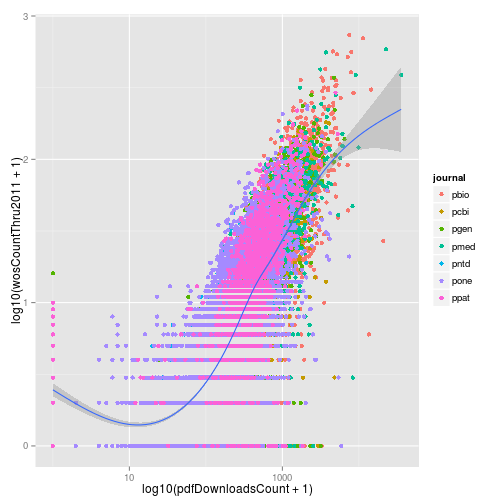 3
2
1
0
log10(wosCountThru2011 + 1)
10
1000
log10(pdfDownloadsCount + 1)
journal
pbio
pcbi
pgen
pmed
pntd
pone
ppat